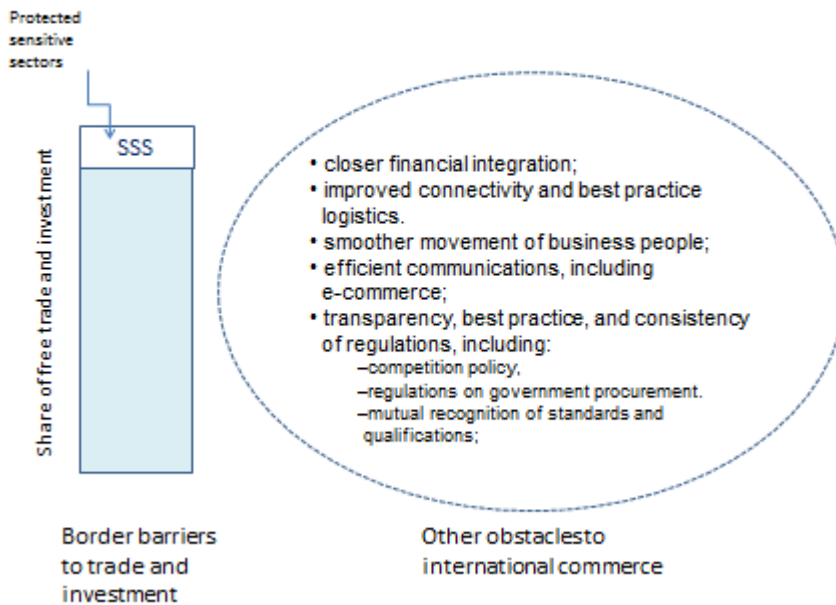 Protected
sensitive
sectors
SSS
Share of free trade and investment
• closer financial integration;
• improved connectivity and best practice
logistics.
• smoother movement of business people;
• efficient communications, including
e-commerce;
• transparency, best practice, and consistency
of regulations, including:
–competition policy,
–regulations on government procurement.
–mutual recognition of standards and
qualifications;
Border barriers
to trade and
investment
Other obstaclesto
international commerce